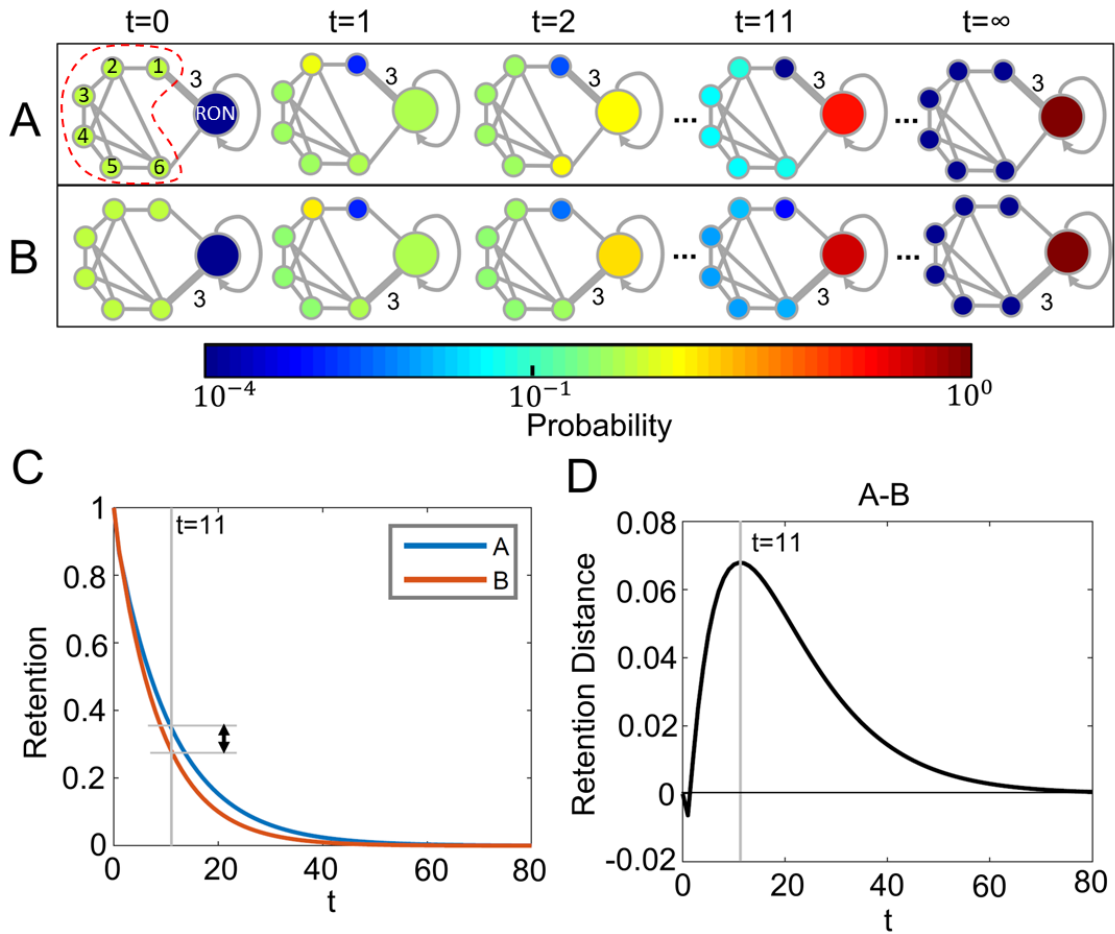 t=0 t=1 t=2 t=11 t=∞
A
2 1 3
3 RON
4
5 6
3
3
... 3 ... 3
B
3 3 3 ... 3 ... 3
10⁻⁴ 10⁻¹ 10⁰
Probability
C
1
t=11
A
B
0.8
0.6
0.4
0.2
0
Retention
0 20 40 60 80
t
D
A-B
0.08
t=11
0.06
0.04
0.02
0
-0.02
Retention Distance
0 20 40 60 80
t